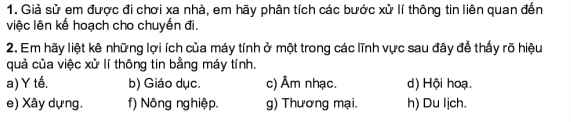 1. Giả sử em được đi chơi xa nhà, em hãy phân tích các bước xử lí thông tin liên quan đến
việc lên kế hoạch cho chuyến đi.
2. Em hãy liệt kê những lợi ích của máy tính ở một trong các lĩnh vực sau đây để thấy rõ hiệu
quả của việc xử lí thông tin bằng máy tính.
a) Y tế. b) Giáo dục. c) Âm nhạc. d) Hội hoạ.
e) Xây dựng. f) Nông nghiệp. g) Thương mại. h) Du lịch.